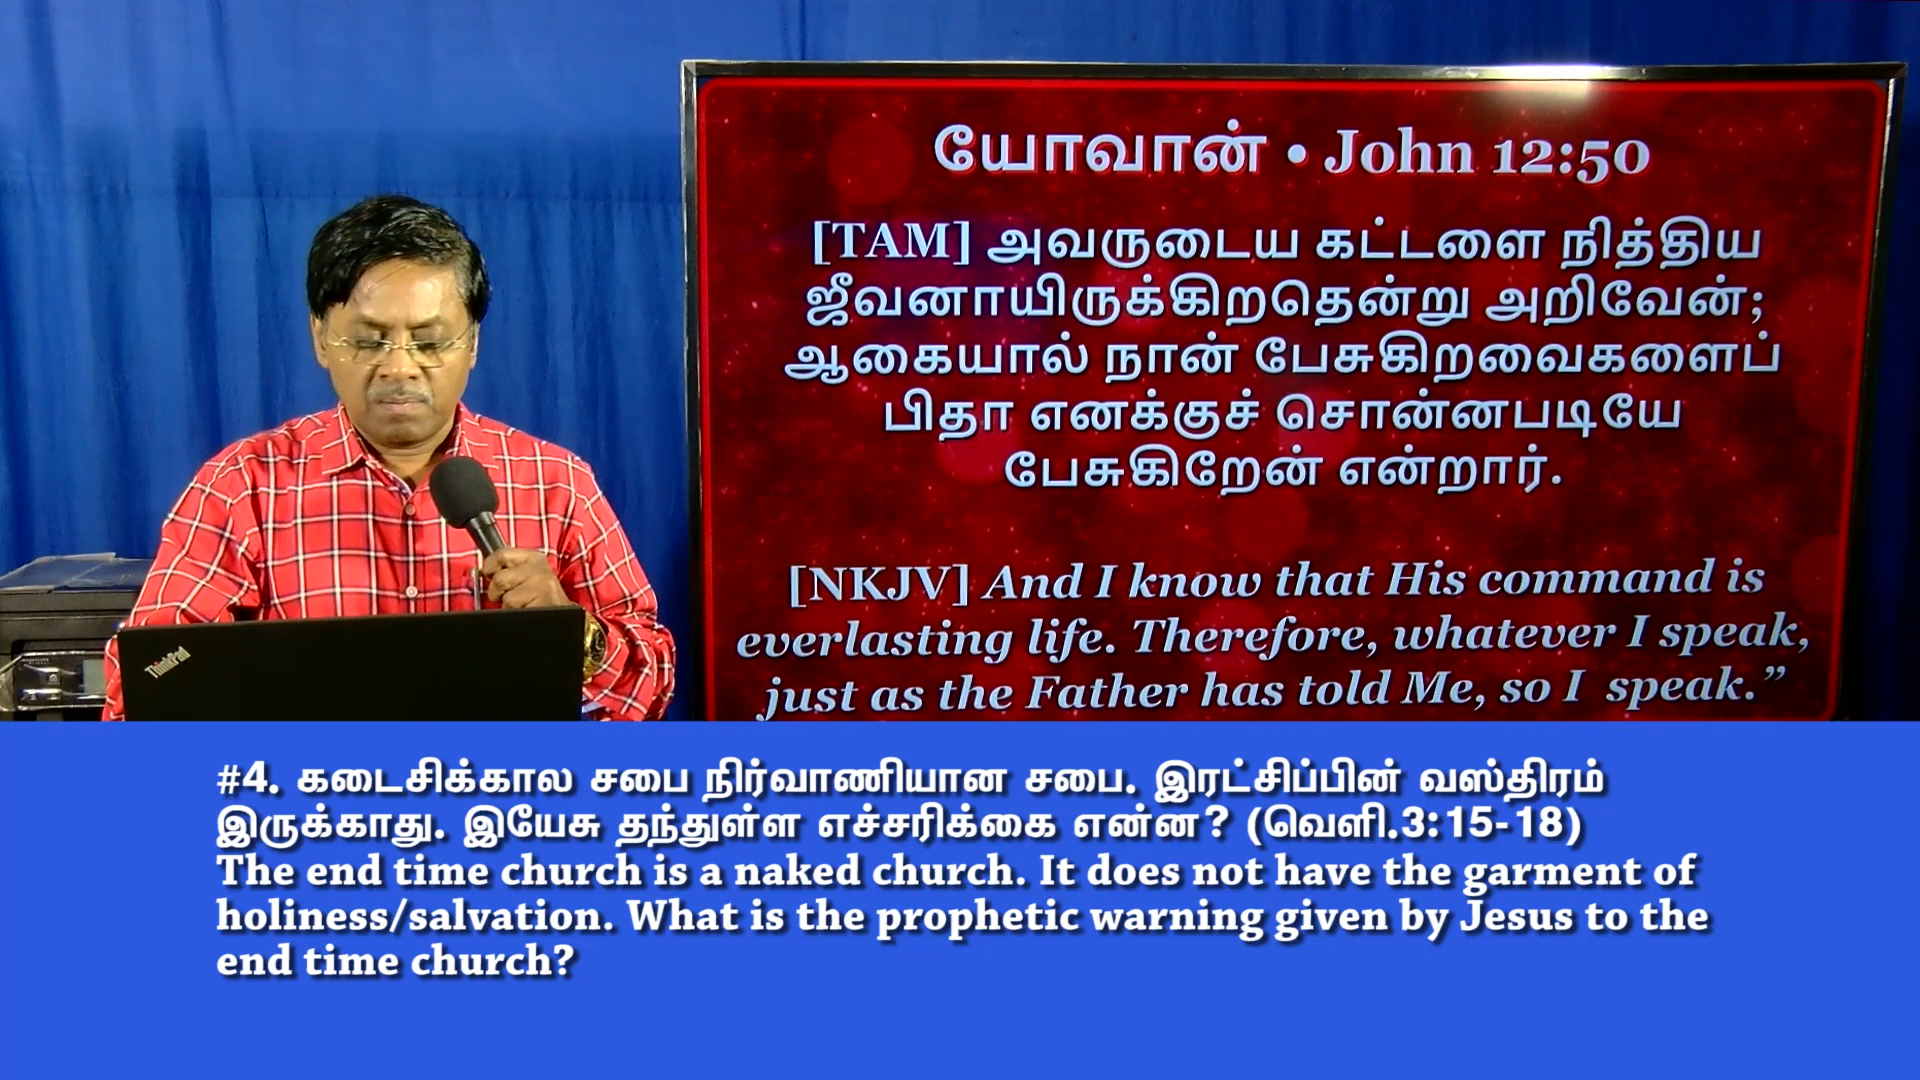 யோவான் • John 12:50
[TAM] அவருடைய கட்டளை நித்திய
ஜீவனாயிருக்கிறதென்று அறிவேன்;
ஆகையால் நான் பேசுகிறவைகளைப்
பிதா எனக்குச் சொன்னபடியே
பேசுகிறேன் என்றார்.
[NKJV] And I know that His command is
everlasting life. Therefore, whatever I speak,
just as the Father has told Me, so I speak.”
ThinkPad
#4. கடைசிக்கால சபை நிர்வாணியான சபை. இரட்சிப்பின் வஸ்திரம்
இருக்காது. இயேசு தந்துள்ள எச்சரிக்கை என்ன? (வெளி.3:15-18)
The end time church is a naked church. It does not have the garment of
holiness/salvation. What is the prophetic warning given by Jesus to the
end time church?